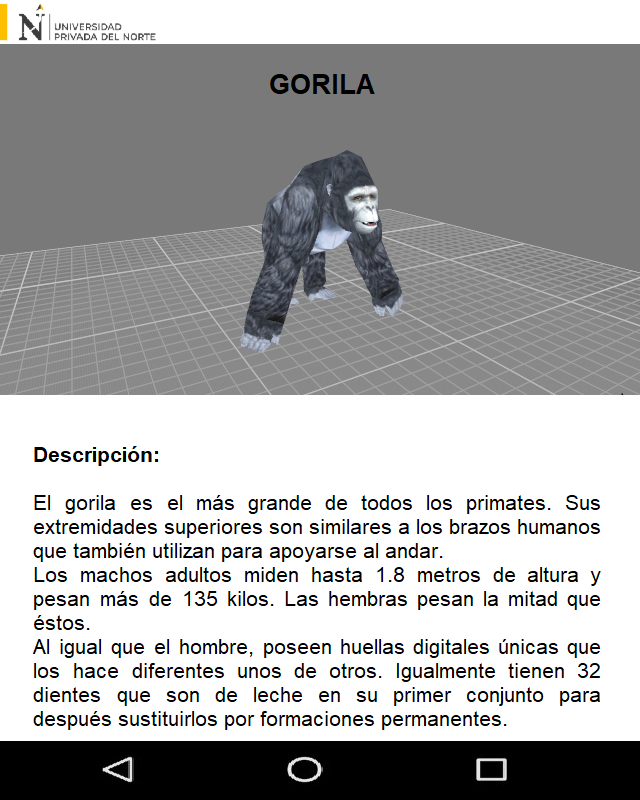 UNIVERSIDAD
PRIVADA DEL NORTE
GORILA
Descripción:
El gorila es el más grande de todos los primates. Sus
extremidades superiores son similares a los brazos humanos
que también utilizan para apoyarse al andar.
Los machos adultos miden hasta 1.8 metros de altura y
pesan más de 135 kilos. Las hembras pesan la mitad que
éstos.
Al igual que el hombre, poseen huellas digitales únicas que
los hace diferentes unos de otros. Igualmente tienen 32
dientes que son de leche en su primer conjunto para
después sustituirlos por formaciones permanentes.